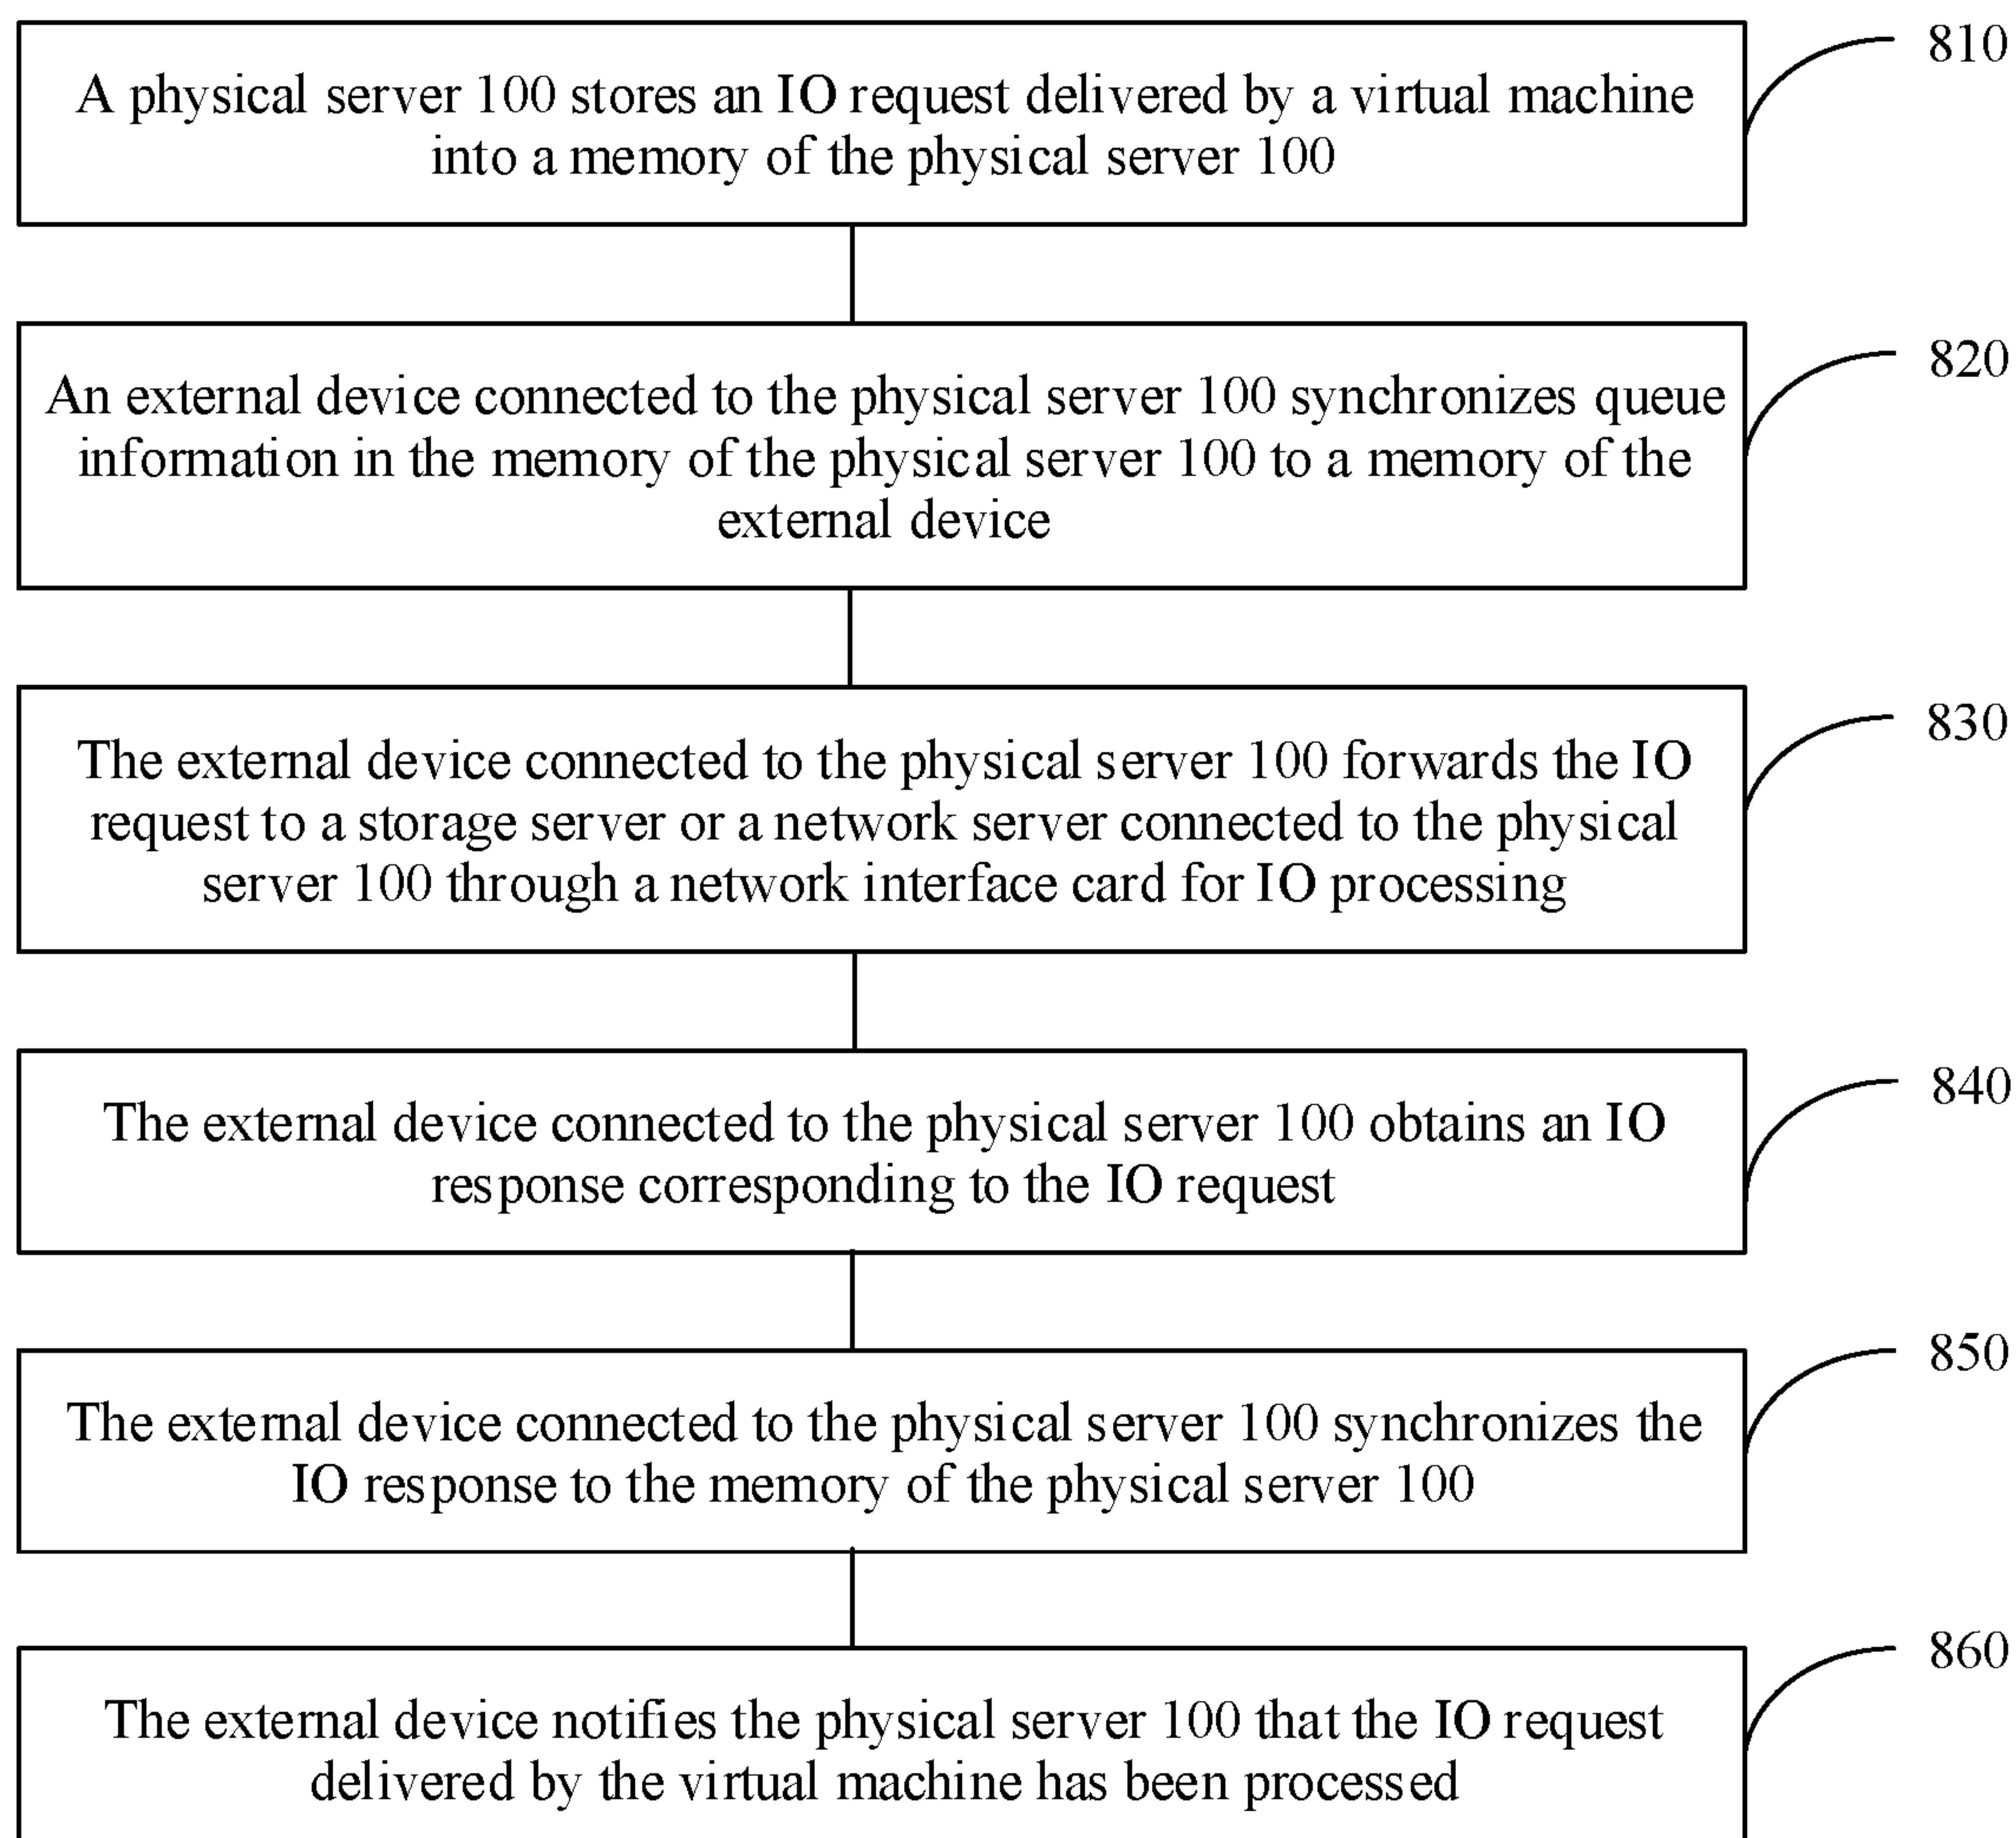 810
A physical server 100 stores an IO request delivered by a virtual machine
into a memory of the physical server 100
820
An external device connected to the physical server 100 synchronizes queue
information in the memory of the physical server 100 to a memory of the
external device
830
The external device connected to the physical server 100 forwards the IO
request to a storage server or a network server connected to the physical
server 100 through a network interface card for IO processing
840
The external device connected to the physical server 100 obtains an IO
response corresponding to the IO request
850
The external device connected to the physical server 100 synchronizes the
IO response to the memory of the physical server 100
860
The external device notifies the physical server 100 that the IO request
delivered by the virtual machine has been processed